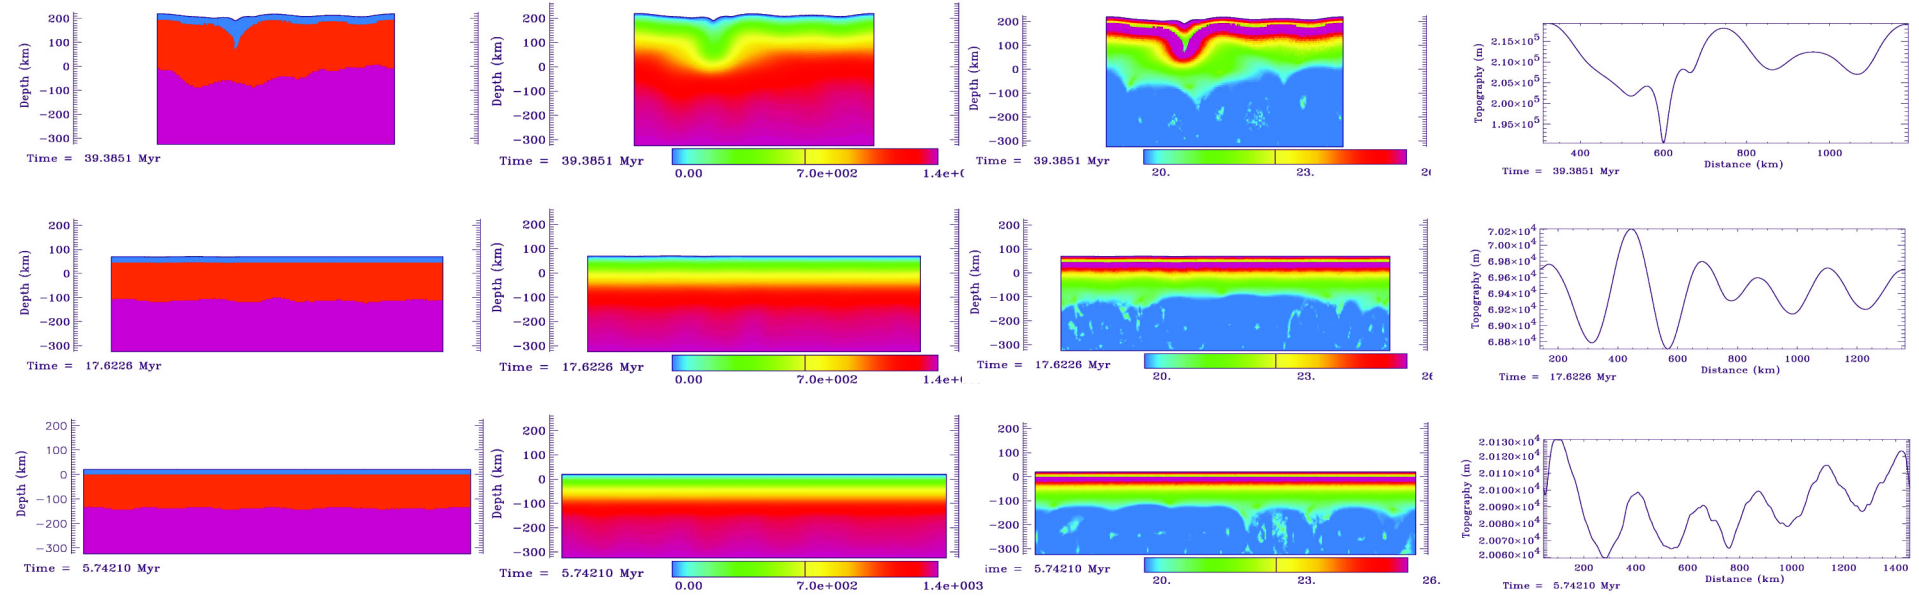 200
100
0
−100
−200
−300
Depth (km)
Time = 39.3851 Myr
200
100
0
−100
−200
−300
Depth (km)
Time = 39.3851 Myr
0.00 7.0e+002 1.4e+(
200
100
0
−100
−200
−300
Depth (km)
Time = 39.3851 Myr
20. 23. 2
2.15×10⁵
2.10×10⁵
2.05×10⁵
2.00×10⁵
1.95×10⁵
Topography (m)
400 600 800 1000
Distance (km)
Time = 39.3851 Myr
200
100
0
−100
−200
−300
Depth (km)
Time = 17.6226 Myr
200
100
0
−100
−200
−300
Depth (km)
Time = 17.6226 Myr
0.00 7.0e+002 1.4e+
200
100
0
−100
−200
−300
Depth (km)
Time = 17.6226 Myr
20. 23. 26
7.02×10⁴
7.00×10⁴
6.98×10⁴
6.96×10⁴
6.94×10⁴
6.92×10⁴
6.90×10⁴
6.88×10⁴
Topography (m)
200 400 600 800 1000 1200
Distance (km)
Time = 17.6226 Myr
200
100
0
−100
−200
−300
Depth (km)
Time = 5.74210 Myr
200
100
0
−100
−200
−300
Depth (km)
Time = 5.74210 Myr
0.00 7.0e+002 1.4e+003
200
100
0
−100
−200
−300
Depth (km)
ime = 5.74210 Myr
20. 23. 26.
2.0130×10⁴
2.0120×10⁴
2.0110×10⁴
2.0100×10⁴
2.0090×10⁴
2.0080×10⁴
2.0070×10⁴
2.0060×10⁴
Topography (m)
200 400 600 800 1000 1200 1400
Distance (km)
Time = 5.74210 Myr